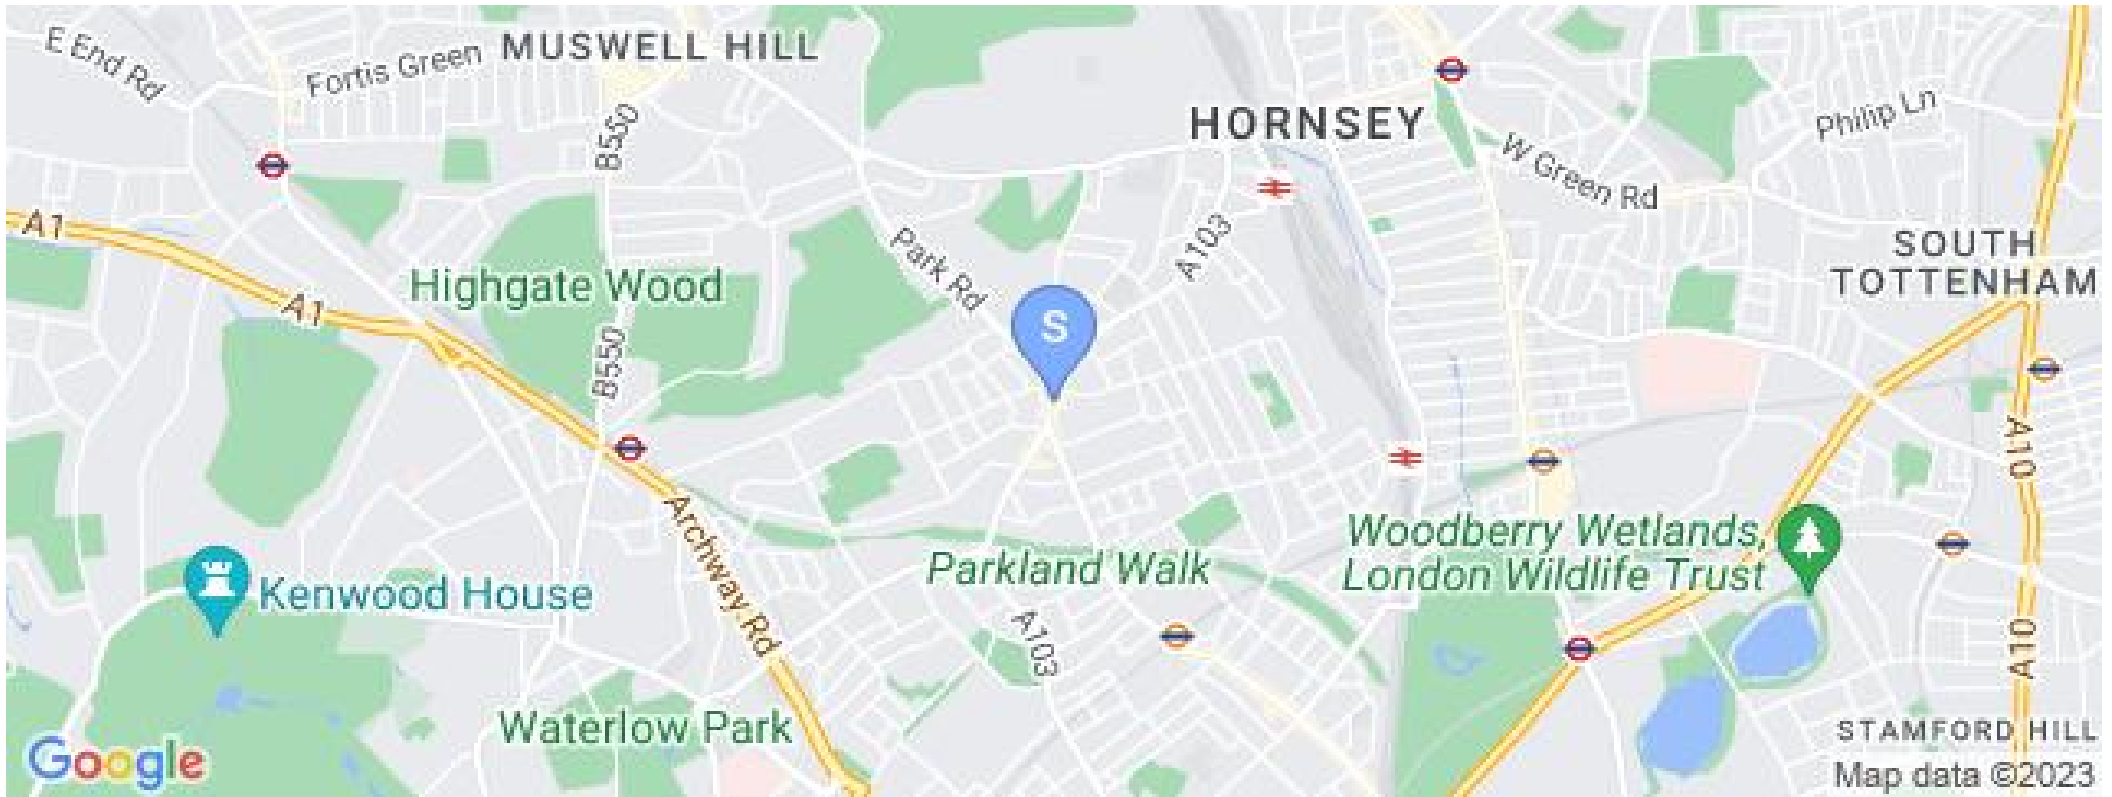 E End Rd
Fortis Green
MUSWELL HILL
B550
HORNSEY
Philip Ln
W Green Rd
A1
Park Rd
A103
SOUTH
TOTTENHAM
Highgate Wood
A1
S
B550
A10
Archway Rd
Woodberry Wetlands,
London Wildlife Trust
Parkland Walk
Kenwood House
A103
A10
Waterlow Park
STAMFORD HILL
Google
Map data ©2023